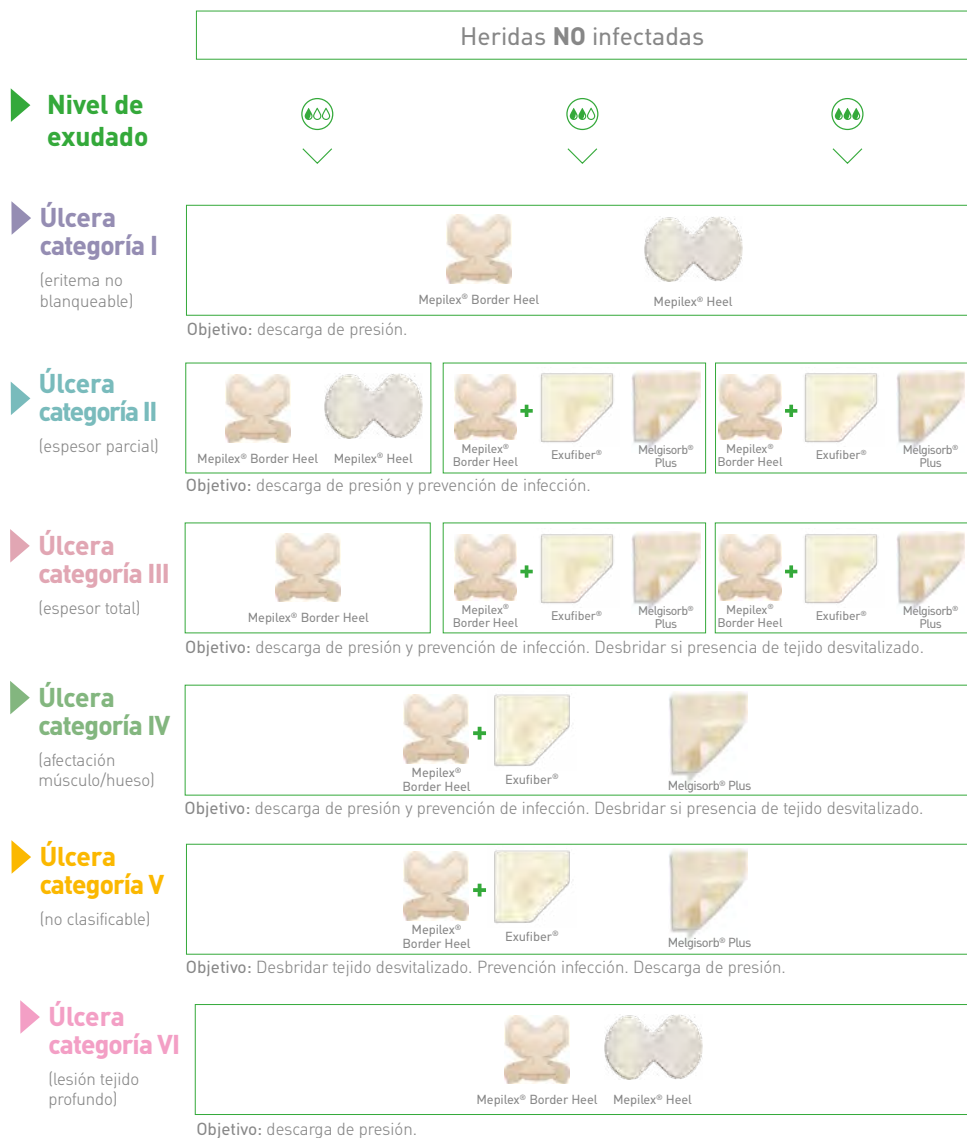 Heridas NO infectadas
Nivel de
exudado
Úlcera
categoría I
(eritema no
blanqueable)
Mepilex® Border Heel
Mepilex® Heel
Objetivo: descarga de presión.
Úlcera
categoría II
(espesor parcial)
Mepilex® Border Heel
Mepilex® Heel
Mepilex®
Border Heel
+
Exufiber®
Melgisorb®
Plus
Mepilex®
Border Heel
+
Exufiber®
Melgisorb®
Plus
Objetivo: descarga de presión y prevención de infección.
Úlcera
categoría III
(espesor total)
Mepilex® Border Heel
Mepilex®
Border Heel
+
Exufiber®
Melgisorb®
Plus
Mepilex®
Border Heel
+
Exufiber®
Melgisorb®
Plus
Objetivo: descarga de presión y prevención de infección. Desbridar si presencia de tejido desvitalizado.
Úlcera
categoría IV
(afectación
músculo/hueso)
Mepilex®
Border Heel
+
Exufiber®
Melgisorb® Plus
Objetivo: descarga de presión y prevención de infección. Desbridar si presencia de tejido desvitalizado.
Úlcera
categoría V
(no clasificable)
Mepilex®
Border Heel
+
Exufiber®
Melgisorb® Plus
Objetivo: Desbridar tejido desvitalizado. Prevención infección. Descarga de presión.
Úlcera
categoría VI
(lesión tejido
profundo)
Mepilex® Border Heel
Mepilex® Heel
Objetivo: descarga de presión.